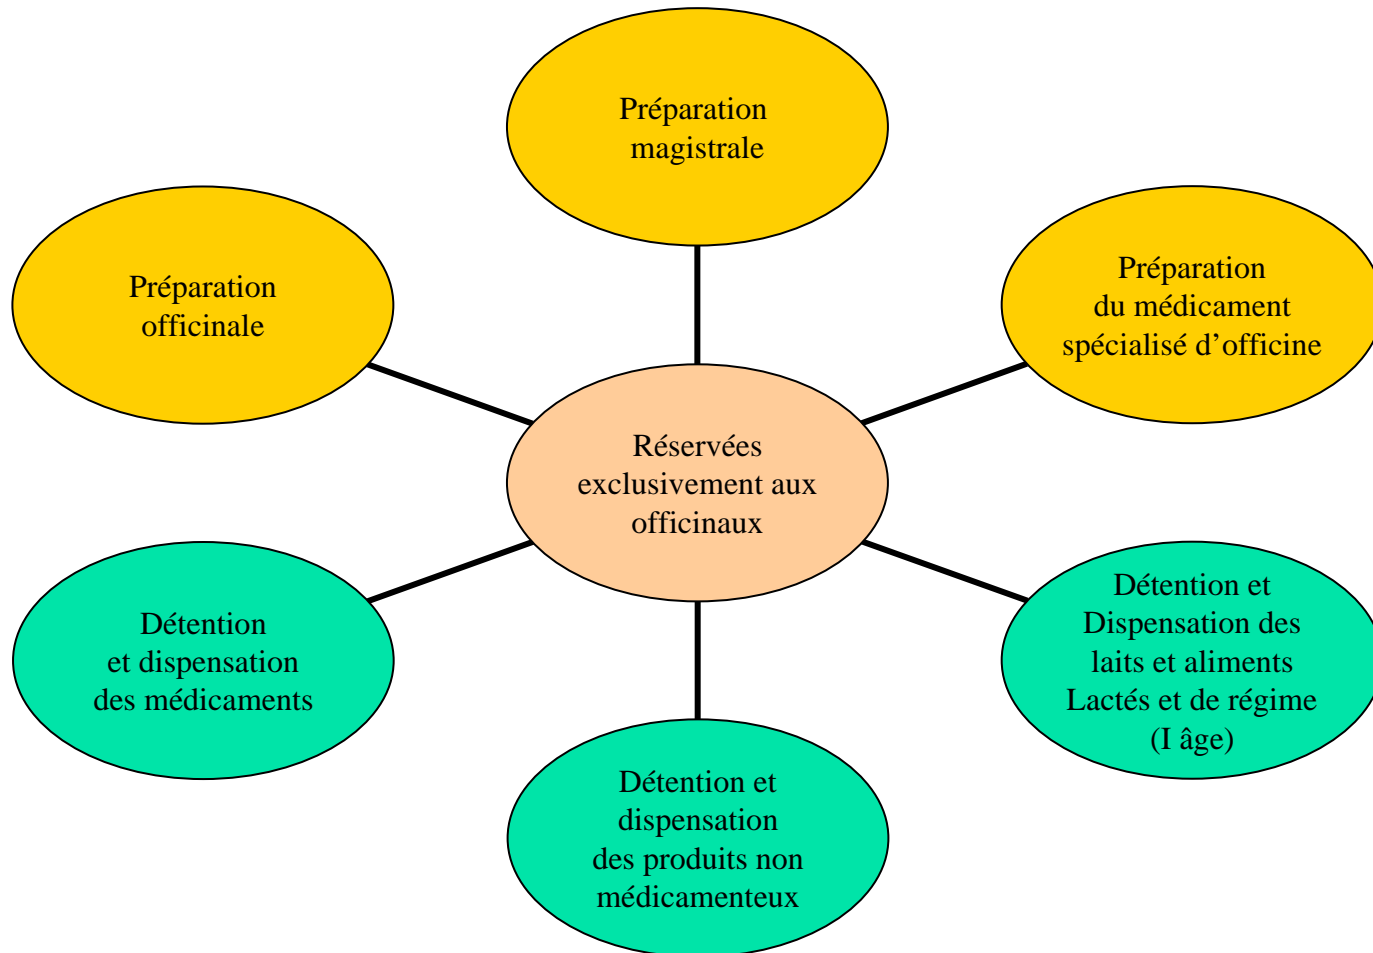 Préparation
magistrale
Préparation
officinale
Préparation
du médicament
spécialisé d’officine
Réservées
exclusivement aux
officinaux
Détention
et dispensation
des médicaments
Détention et
Dispensation des
laits et aliments
Lactés et de régime
(I âge)
Détention et
dispensation
des produits non
médicamenteux